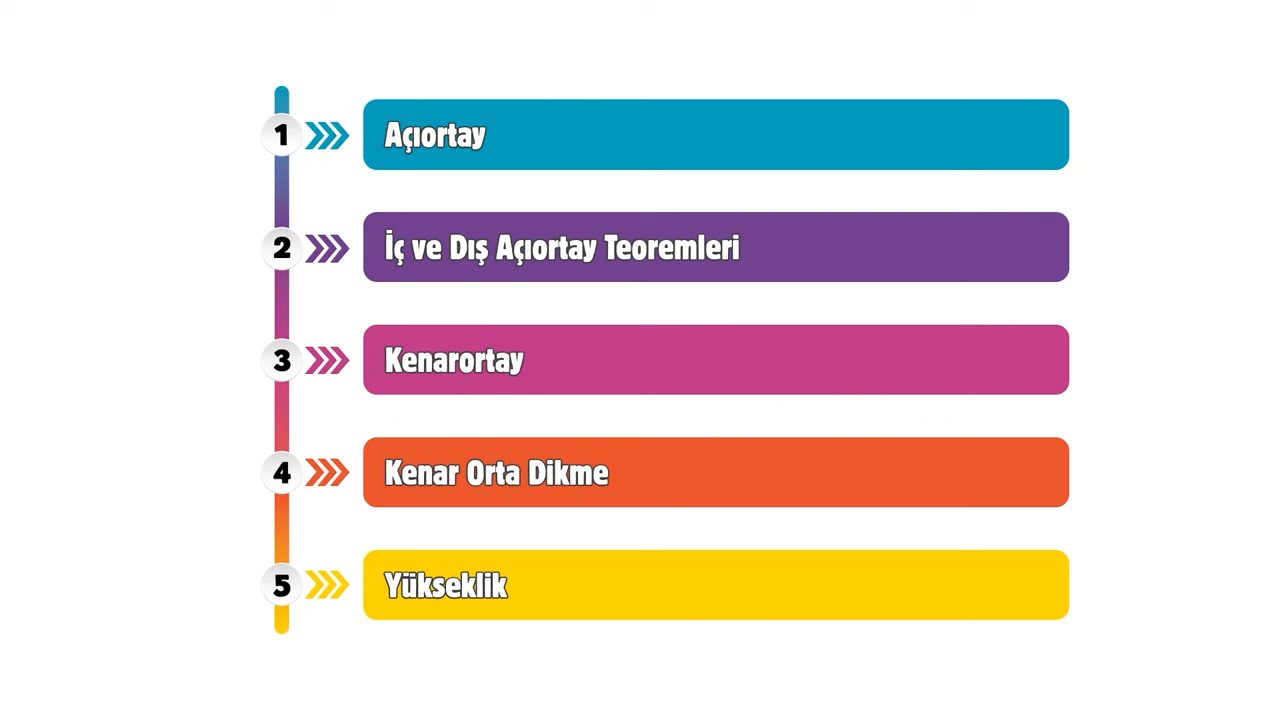 1 Açıortay
2 İç ve Dış Açıortay Teoremleri
3 Kenarortay
4 Kenar Orta Dikme
5 Yükseklik